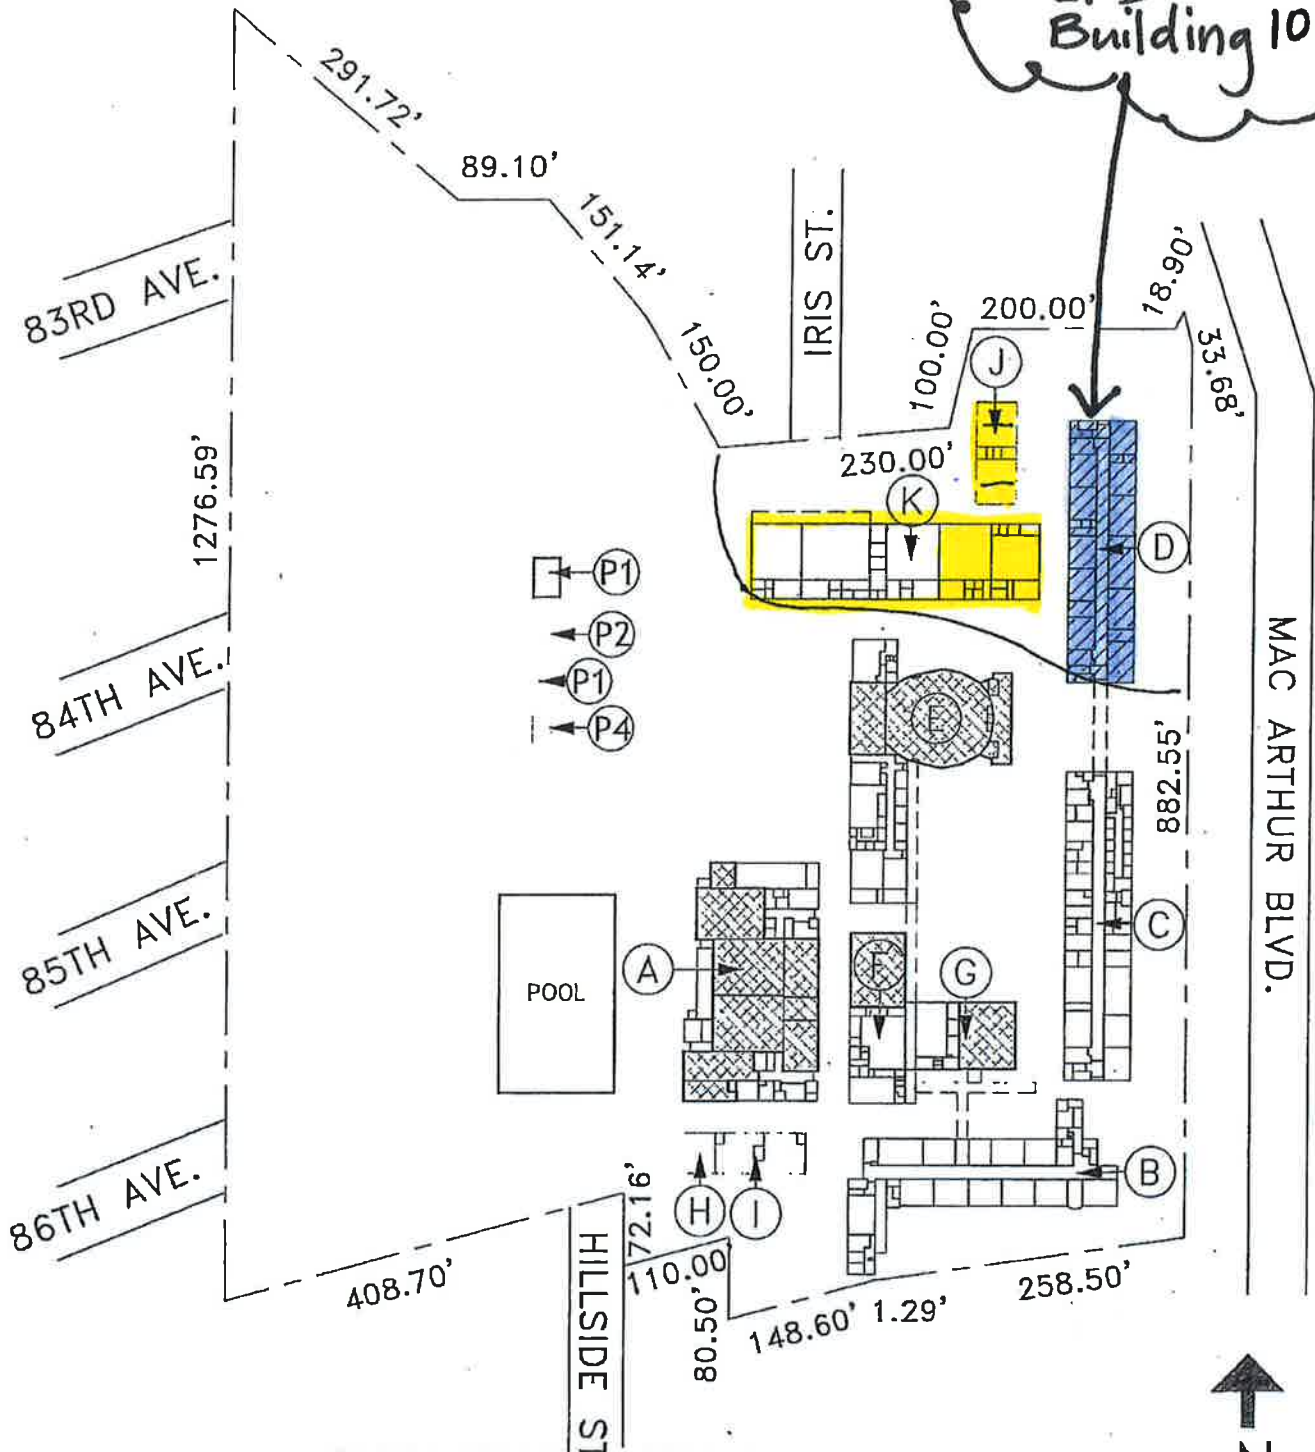 Building 10
291.72'
89.10'
151.14'
150.00'
IRIS ST.
100.00'
200.00'
18.90'
33.68'
83RD AVE.
J
230.00'
K
D
1276.59'
P1
P2
P1
P4
84TH AVE.
E
882.55'
MAC ARTHUR BLVD.
85TH AVE.
POOL
A
F
G
C
86TH AVE.
B
H
I
72.16'
110.00'
80.50'
408.70'
HILLSIDE
148.60'
1.29'
258.50'